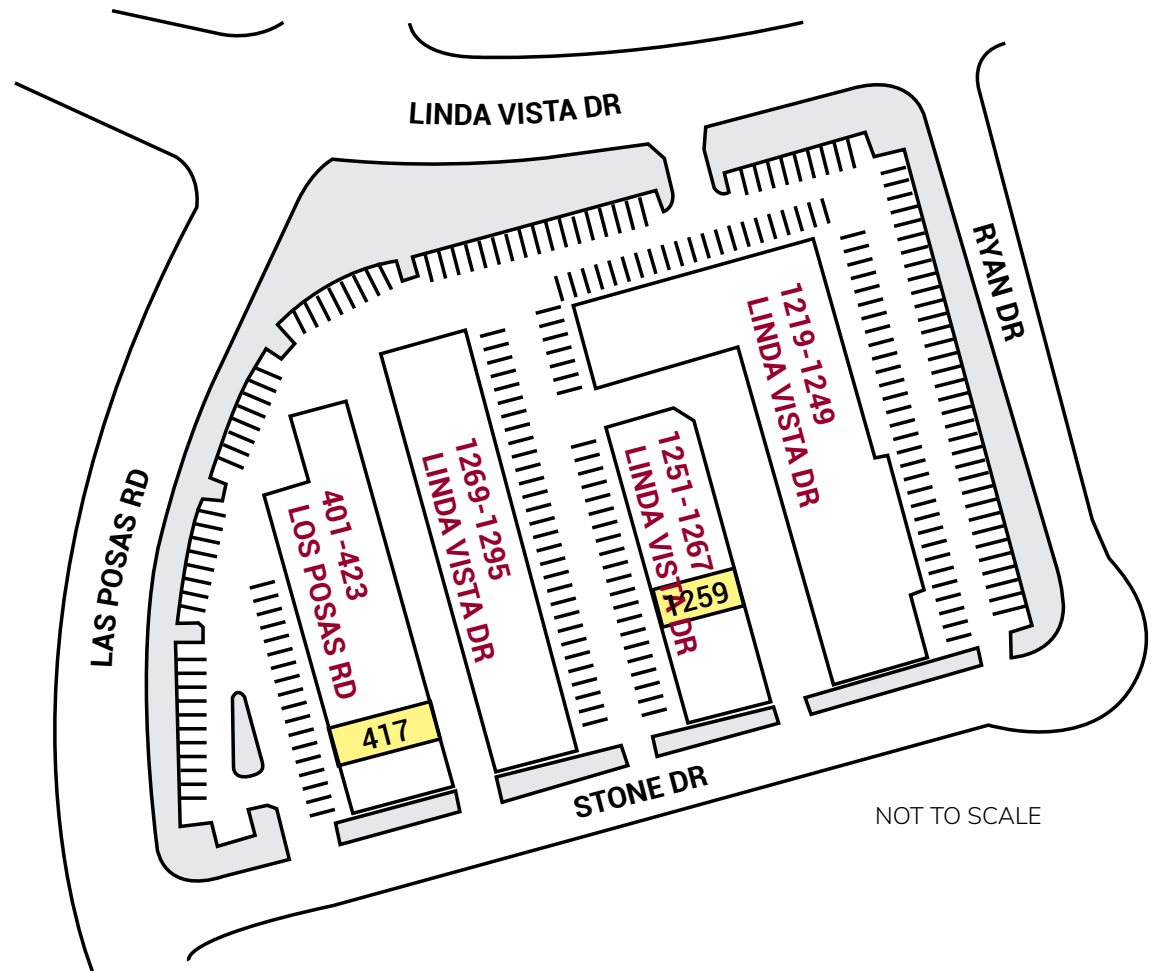 LINDA VISTA DR
RYAN DR
1219-1249
LINDA VISTA DR
1251-1267
LINDA VISTA DR
1259
1269-1295
LINDA VISTA DR
401-423
LOS POSAS RD
417
LAS POSAS RD
STONE DR
NOT TO SCALE